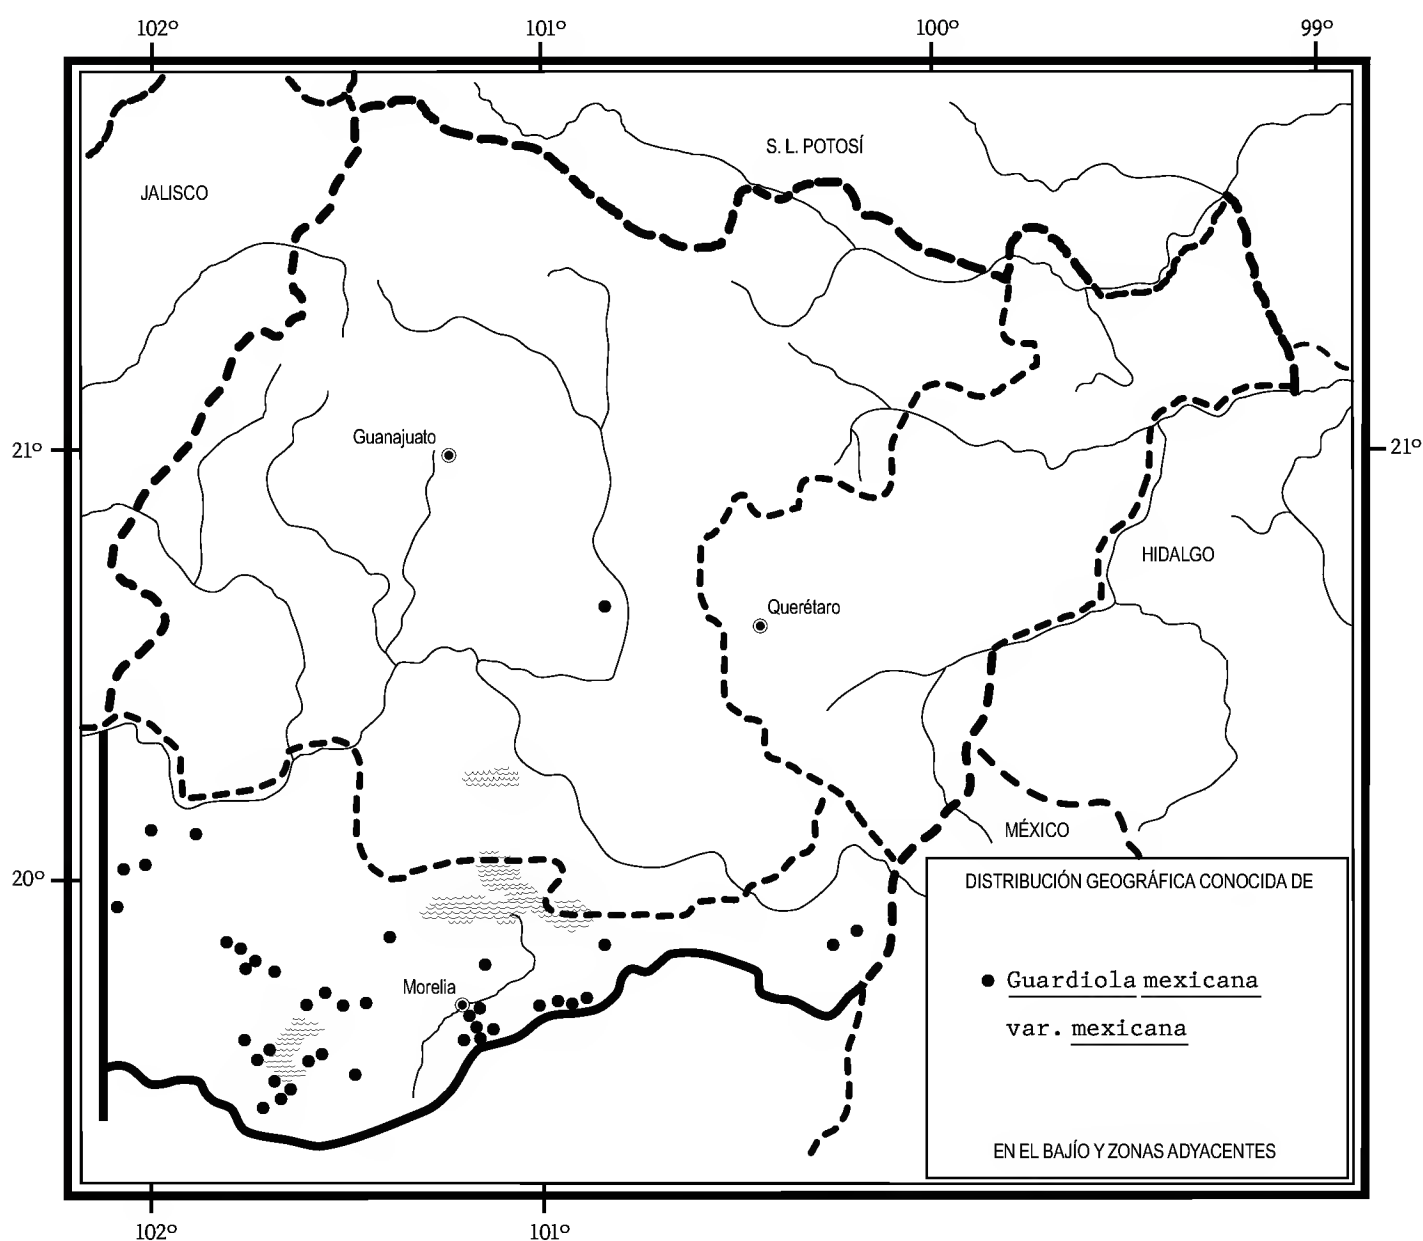 102º 101º 100º 99º
S. L. POTOSÍ
JALISCO
Guanajuato
21º 21º
HIDALGO
Querétaro
MÉXICO
20º
DISTRIBUCIÓN GEOGRÁFICA CONOCIDA DE
Guardiola mexicana
var. mexicana
Morelia
EN EL BAJÍO Y ZONAS ADYACENTES
102º 101º